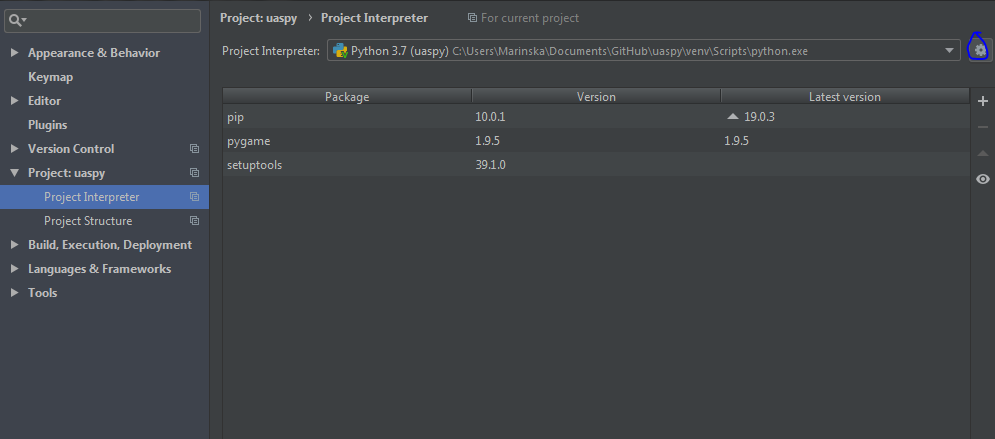 Project: uaspy › Project Interpreter For current project
Appearance & Behavior
Keymap
Editor
Plugins
Version Control
Project: uaspy
Project Interpreter
Project Structure
Build, Execution, Deployment
Languages & Frameworks
Tools
Project Interpreter: Python 3.7 (uaspy) C:\Users\Marinska\Documents\GitHub\uaspy\venv\Scripts\python.exe
Package Version Latest version
pip 10.0.1 19.0.3
pygame 1.9.5 1.9.5
setuptools 39.1.0